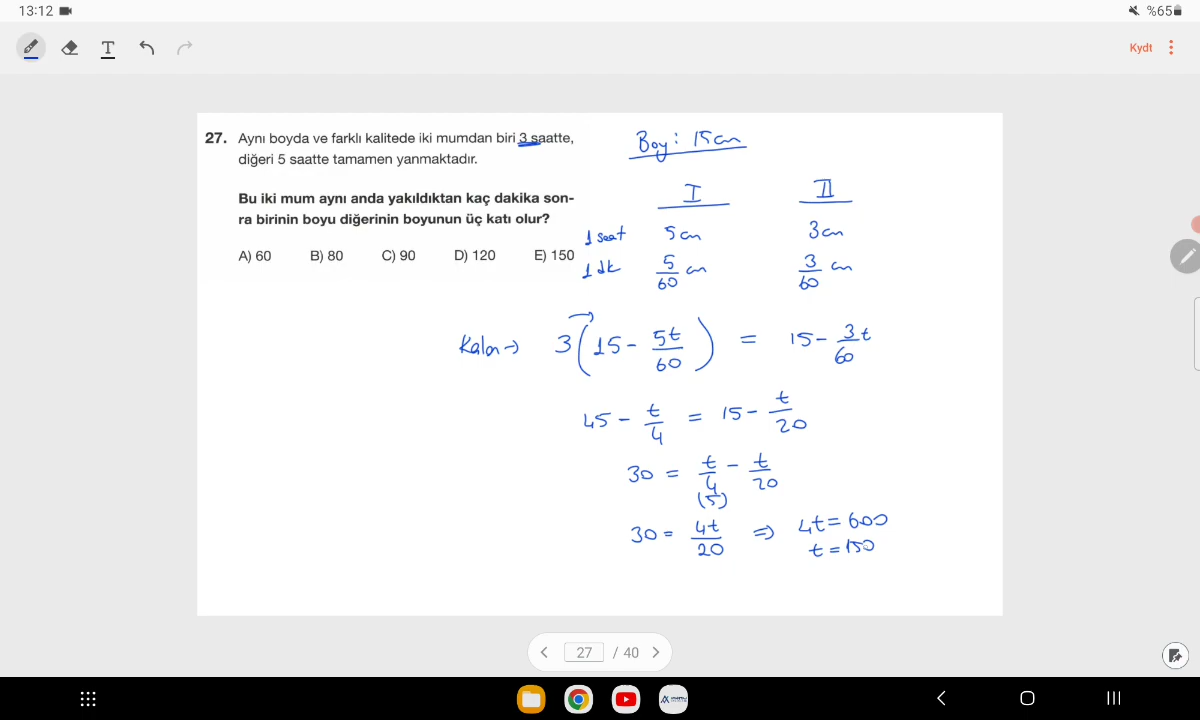 13:12
%65
T
Kydt
27. Aynı boyda ve farklı kalitede iki mumdan biri 3 saatte,
diğeri 5 saatte tamamen yanmaktadır.
Bu iki mum aynı anda yakıldıktan kaç dakika son-
ra birinin boyu diğerinin boyunun üç katı olur?
A) 60 B) 80 C) 90 D) 120 E) 150
Boy: 15cm
I II
1 saat 5cm 3cm
1 dk 5/60 cm 3/60 cm
Kalan → 3(15 - 5t/60) = 15 - 3t/60
45 - t/4 = 15 - t/20
30 = t/4 - t/20
(5)
30 = 4t/20 ⇒ 4t = 600
t = 150
27 / 40